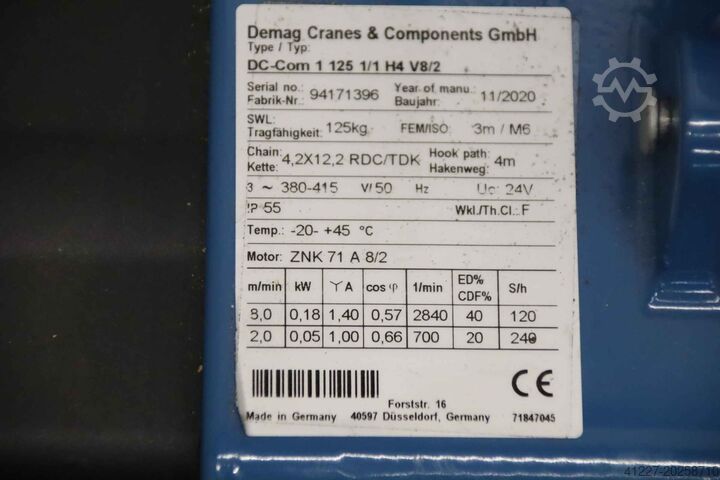 Demag Cranes & Components GmbH
Type / Typ:
DC-Com 1 125 1/1 H4 V8/2
Serial no.: Fabrik-Nr.: 94171396 Year of manu.: Baujahr: 11/2020
SWL: Tragfähigkeit: 125kg FEM/ISO: 3m / M6
Chain: Kette: 4,2X12,2 RDC/TDK Hook path: Hakenweg: 4m
3 ~ 380-415 V/ 50 Hz Uc: 24V
IP 55 Wkl./Th.Cl.: F
Temp.: -20- +45 °C
Motor: ZNK 71 A 8/2
m/min kW Y A cos φ 1/min ED% CDF% S/h
8,0 0,18 1,40 0,57 2840 40 120
2,0 0,05 1,00 0,66 700 20 240
CE
Forststr. 16
Made in Germany 40597 Düsseldorf, Germany 71847045